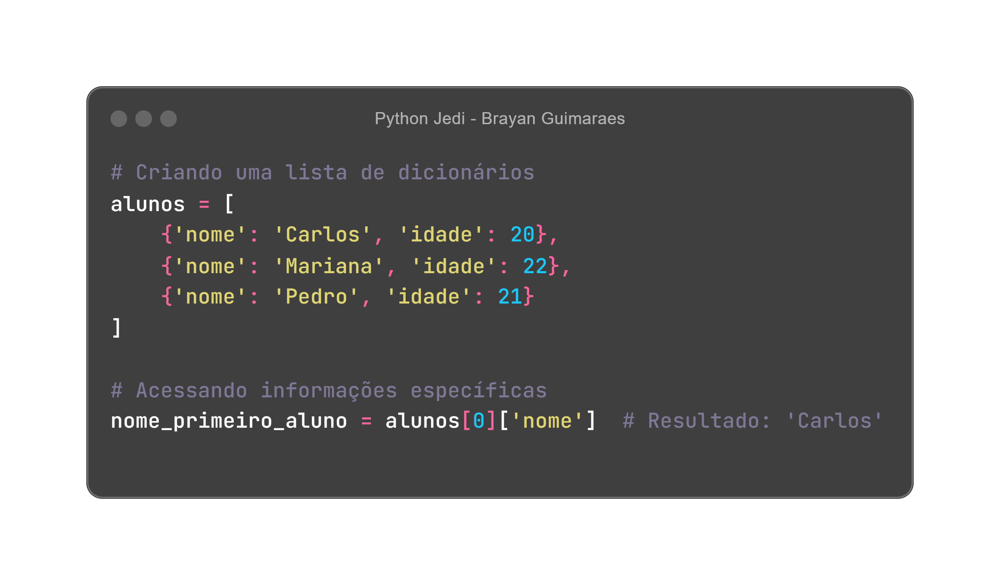 Python Jedi - Brayan Guimaraes
# Criando uma lista de dicionários
alunos = [
    {'nome': 'Carlos', 'idade': 20},
    {'nome': 'Mariana', 'idade': 22},
    {'nome': 'Pedro', 'idade': 21}
]
# Acessando informações específicas
nome_primeiro_aluno = alunos[0]['nome']  # Resultado: 'Carlos'